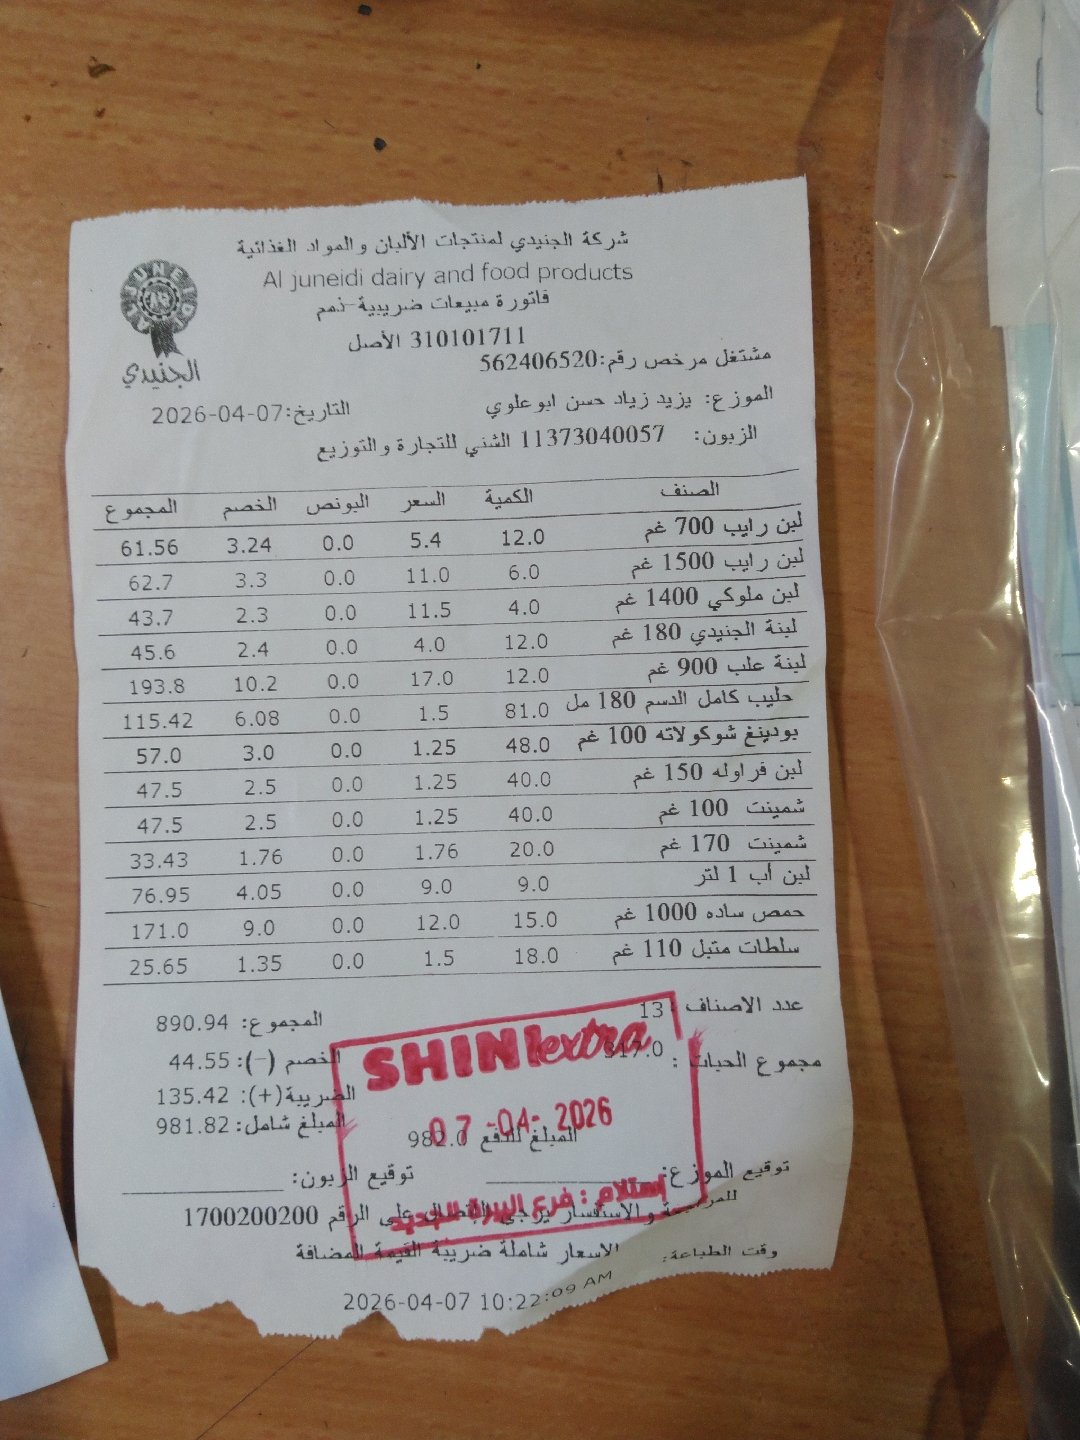 شركة الجنيدي لمنتجات الألبان والمواد الغذائية
Al juneidi dairy and food products
فاتورة مبيعات ضريبية-ذمم
310101711 الأصل
مشتغل مرخص رقم:562406520
JUNEIDI
الجنيدي
الموزع: يزيد زياد حسن ابوعلوي
التاريخ:2026-04-07
الزبون: 11373040057 الشني للتجارة والتوزيع
الصنف الكمية السعر البونص الخصم المجموع
لبن رايب 700 غم 12.0 5.4 0.0 3.24 61.56
لبن رايب 1500 غم 6.0 11.0 0.0 3.3 62.7
لبن ملوكي 1400 غم 4.0 11.5 0.0 2.3 43.7
لبنة الجنيدي 180 غم 12.0 4.0 0.0 2.4 45.6
لبنة علب 900 غم 12.0 17.0 0.0 10.2 193.8
حليب كامل الدسم 180 مل 81.0 1.5 0.0 6.08 115.42
بودينغ شوكولاته 100 غم 48.0 1.25 0.0 3.0 57.0
لبن فراوله 150 غم 40.0 1.25 0.0 2.5 47.5
شمينت 100 غم 40.0 1.25 0.0 2.5 47.5
شمينت 170 غم 20.0 1.76 0.0 1.76 33.43
لبن أب 1 لتر 9.0 9.0 0.0 4.05 76.95
حمص ساده 1000 غم 15.0 12.0 0.0 9.0 171.0
سلطات متبل 110 غم 18.0 1.5 0.0 1.35 25.65
عدد الاصناف :13
المجموع: 890.94
مجموع الحبات : 317.0
الخصم (-): 44.55
الضريبة(+): 135.42
المبلغ شامل: 981.82
SHINI extra
07-04-2026
المبلغ للدفع 982.0
توقيع الموزع:
توقيع الزبون:
إستلام : فرع البيرة الجديد
للمراجعة والاستفسار يرجى الاتصال على الرقم 1700200200
الاسعار شاملة ضريبة القيمة المضافة
وقت الطباعة:
2026-04-07 10:22:09 AM